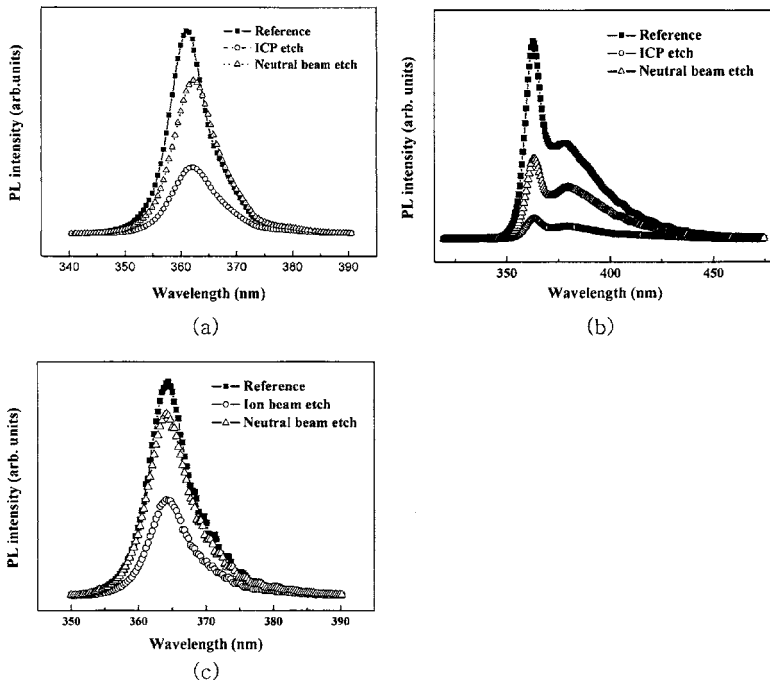 PL intensity (arb.units)
Reference
ICP etch
Neutral beam etch
340 350 360 370 380 390
Wavelength (nm)
(a)
PL intensity (arb. units)
Reference
ICP etch
Neutral beam etch
350 400 450
Wavelength (nm)
(b)
PL intensity (arb. units)
Reference
Ion beam etch
Neutral beam etch
350 360 370 380 390
Wavelength (nm)
(c)